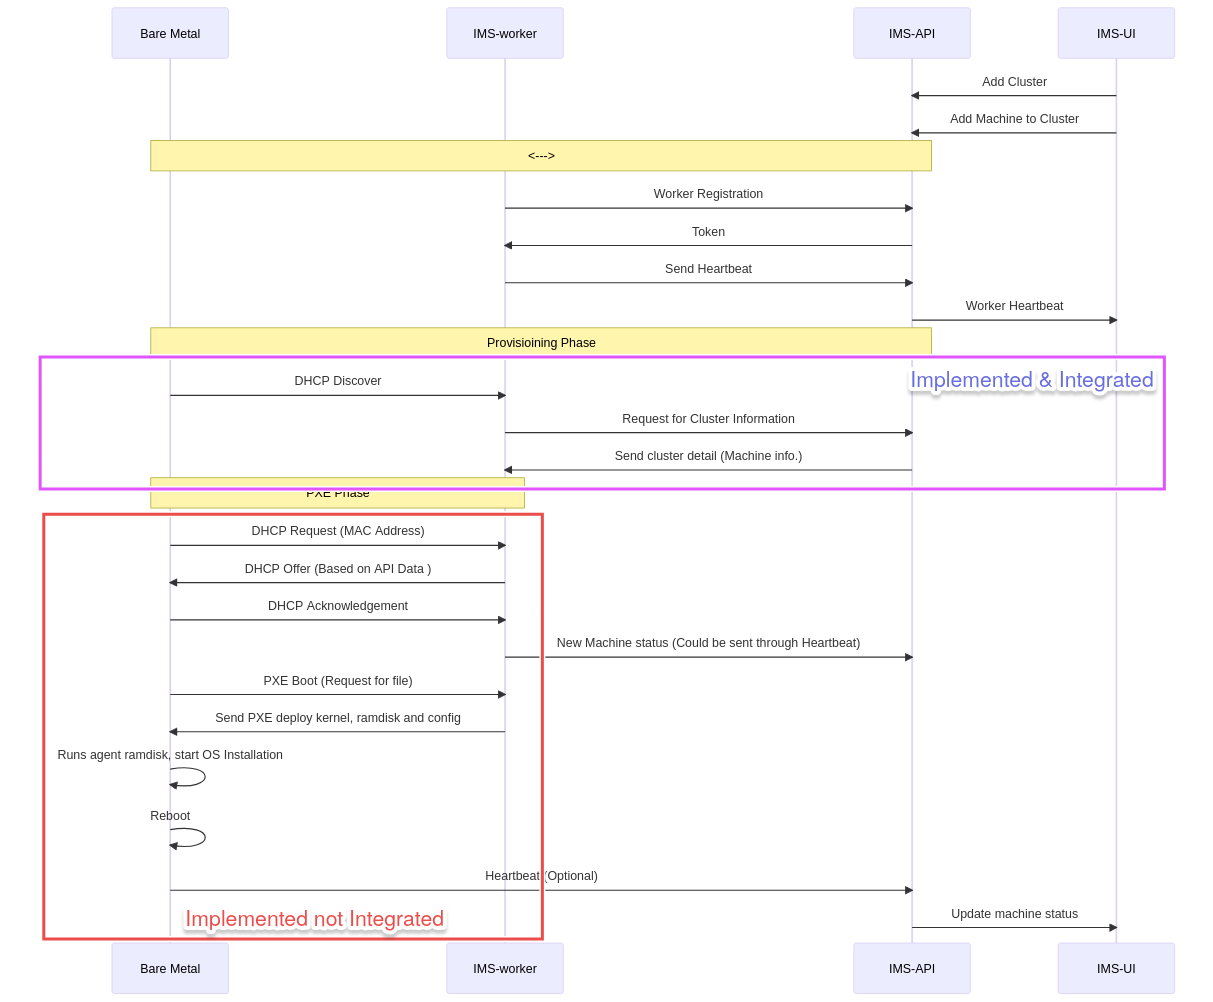 Bare Metal
IMS-worker
IMS-API
IMS-UI
Add Cluster
Add Machine to Cluster
<--->
Worker Registration
Token
Send Heartbeat
Worker Heartbeat
Provisioining Phase
Implemented & Integrated
DHCP Discover
Request for Cluster Information
Send cluster detail (Machine info.)
PXE Phase
DHCP Request (MAC Address)
DHCP Offer (Based on API Data )
DHCP Acknowledgement
New Machine status (Could be sent through Heartbeat)
PXE Boot (Request for file)
Send PXE deploy kernel, ramdisk and config
Runs agent ramdisk, start OS Installation
Reboot
Heartbeat (Optional)
Update machine status
Implemented not Integrated
Bare Metal
IMS-worker
IMS-API
IMS-UI